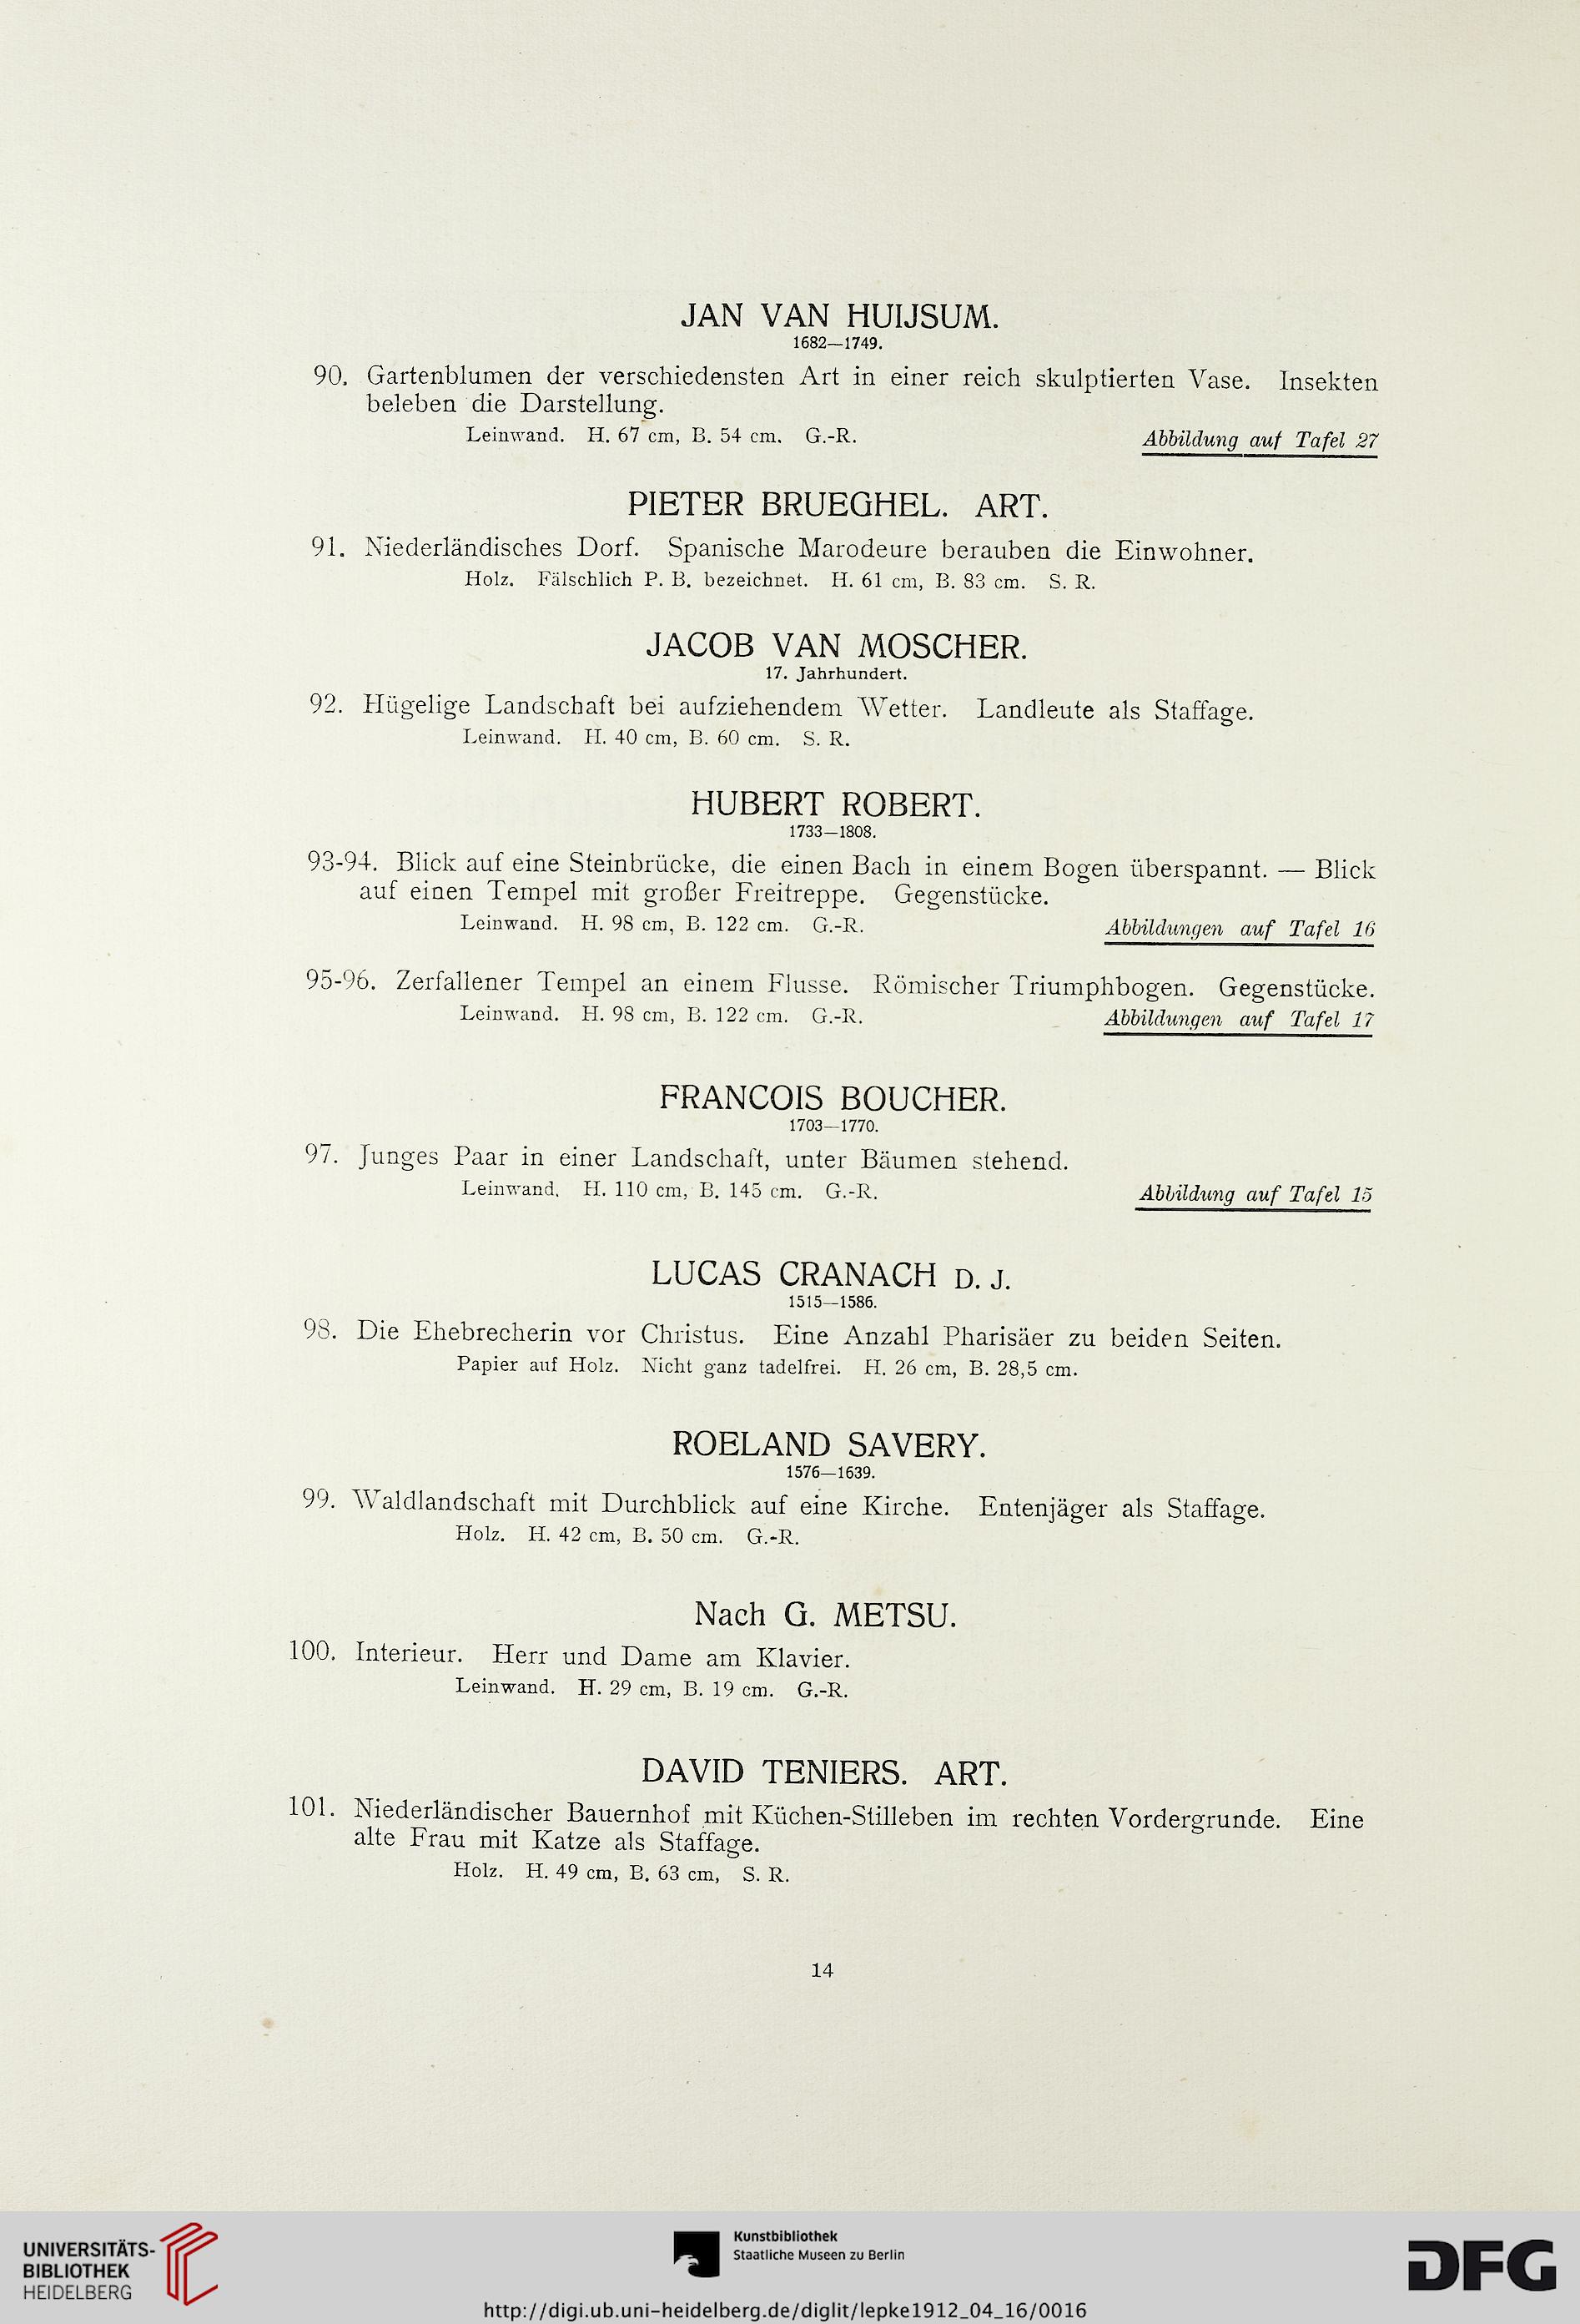 JAN VAN HUIJSUM.
1682—1749.
90. Gartenblumen der verschiedensten Art in einer reich skulptierten Vase. Insekten
beleben die Darstellung.
Leinwand. H. 67 cm, B. 54 cm. G.-R. Abbildung auf Tafel 27
PIETER BRUEGHEL. ART.
91. Niederländisches Dorf. Spanische Marodeure berauben die Einwohner.
Holz. Fälschlich P. B. bezeichnet. H. 61 cm, B. 83 cm. S. R.
JACOB VAN MOSCHER.
17. Jahrhundert.
92. Hügelige Landschaft bei aufziehendem Wetter. Landleute als Staffage.
Leinwand. H. 40 cm, B. 60 cm. S. R.
HUBERT ROBERT.
1733—1808.
93-94. Blick auf eine Steinbrücke, die einen Bach in einem Bogen überspannt. — Blick
auf einen Tempel mit großer Freitreppe. Gegenstücke.
Leinwand. H. 98 cm, B. 122 cm. G.-R. Abbildungen auf Tafel 16
95-96. Zerfallener Tempel an einem Flusse. Römischer Triumphbogen. Gegenstücke.
Leinwand. H. 98 cm, B. 122 cm. G.-R. Abbildungen auf Tafel 17
FRANCOIS BOUCHER.
1703—1770.
97. Junges Paar in einer Landschaft, unter Bäumen stehend.
Leinwand. H. 110 cm, B. 145 cm. G.-R. Abbildung auf Tafel 15
LUCAS CRANACH D. J.
1515—1586.
98. Die Ehebrecherin vor Christus. Eine Anzahl Pharisäer zu beiden Seiten.
Papier auf Holz. Nicht ganz tadelfrei. H. 26 cm, B. 28,5 cm.
ROELAND SAVERY.
1576—1639.
99. Waldlandschaft mit Durchblick auf eine Kirche. Entenjäger als Staffage.
Holz. H. 42 cm, B. 50 cm. G.-R.
Nach G. METSU.
100. Interieur. Herr und Dame am Klavier.
Leinwand. H. 29 cm, B. 19 cm. G.-R.
DAVID TENIERS. ART.
101. Niederländischer Bauernhof mit Küchen-Stilleben im rechten Vordergrunde. Eine
alte Frau mit Katze als Staffage.
Holz. H. 49 cm, B. 63 cm, S. R.
14
UNIVERSITÄTS-
BIBLIOTHEK
HEIDELBERG
Kunstbibliothek
Staatliche Museen zu Berlin
DFG
http://digi.ub.uni-heidelberg.de/diglit/lepke1912_04_16/0016